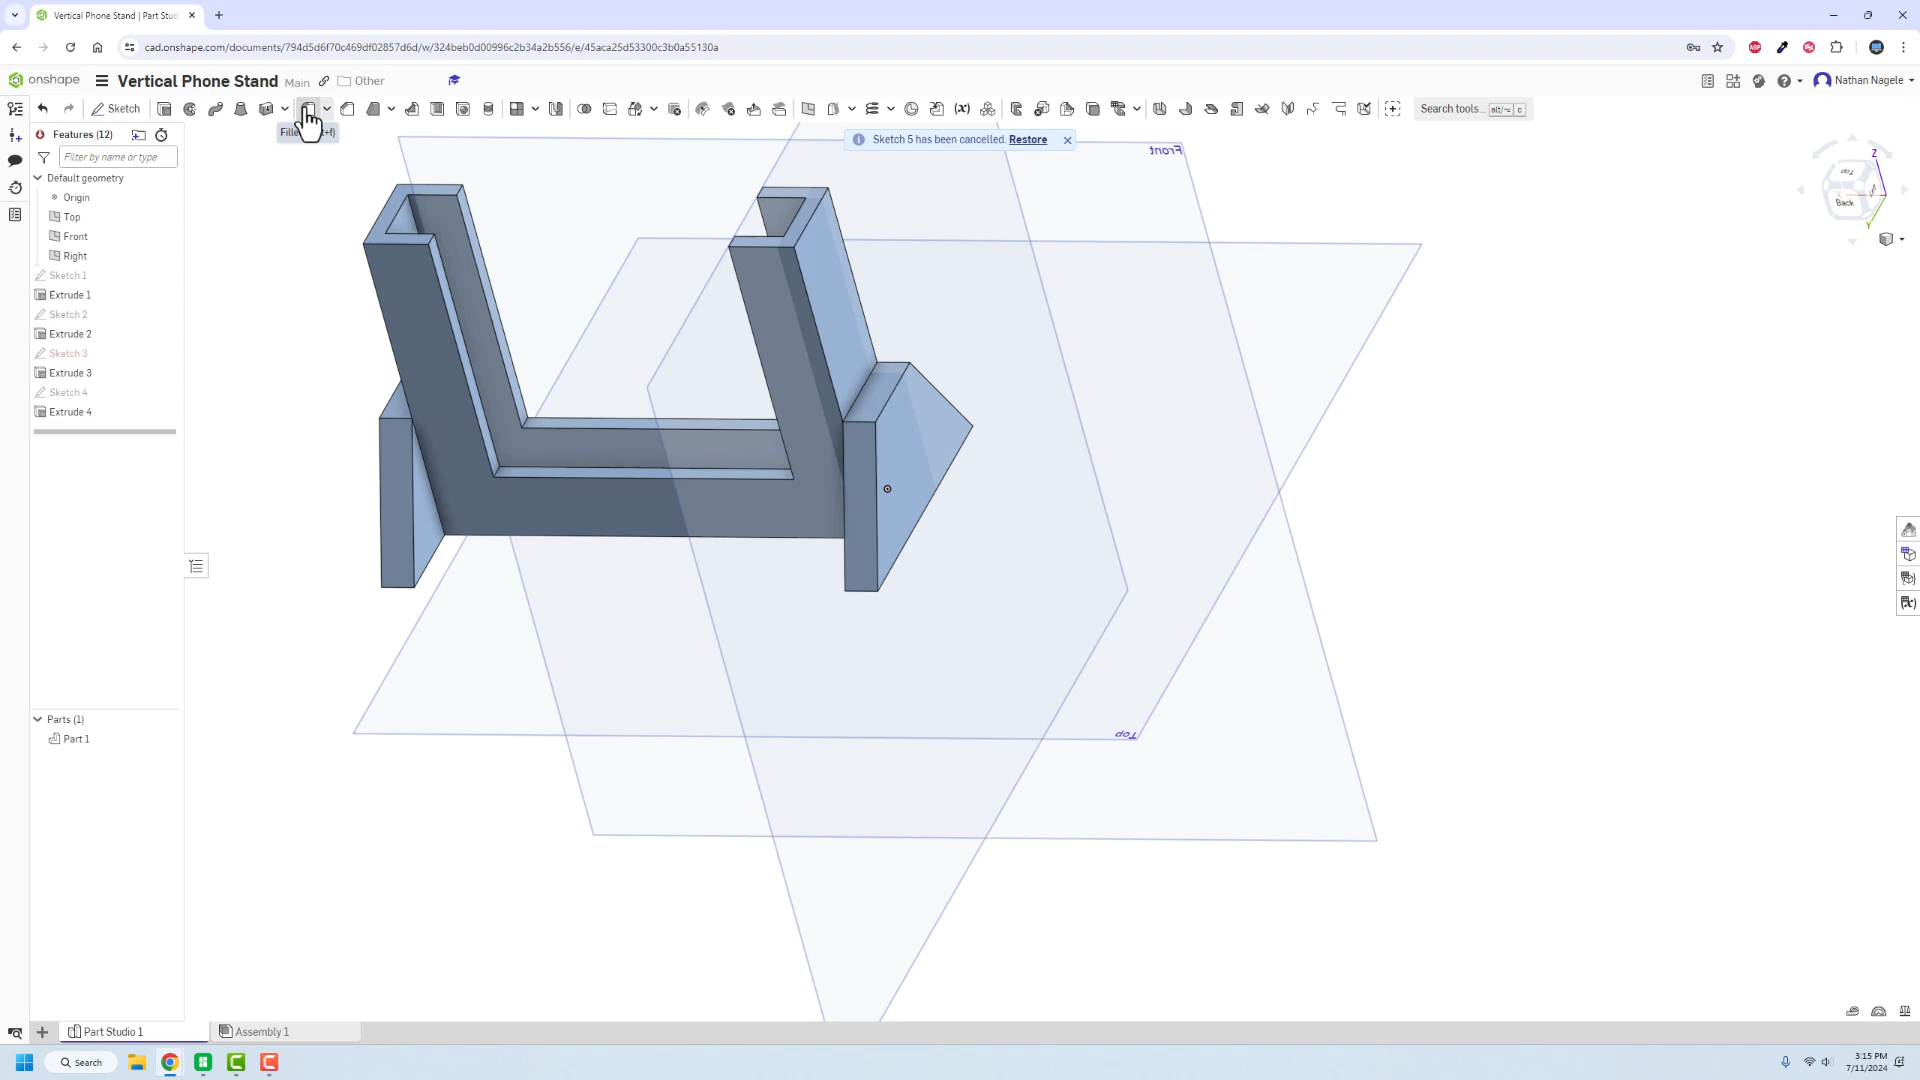 Vertical Phone Stand | Part Stud
cad.onshape.com/documents/794d5d6f70c469df02857d6d/w/324beb0d00996c2b34a2b556/e/45aca25d53300c3b0a55130a
onshape
Vertical Phone Stand
Main
Other
Nathan Nagele
Sketch
Search tools... alt/⌥ c
Features (12)
Sketch 5 has been cancelled. Restore
Filter by name or type
Default geometry
Origin
Top
Front
Right
Sketch 1
Extrude 1
Sketch 2
Extrude 2
Sketch 3
Extrude 3
Sketch 4
Extrude 4
Front
Z
Top
Back
X
Y
Top
Parts (1)
Part 1
Part Studio 1
Assembly 1
Search
3:15 PM
7/11/2024